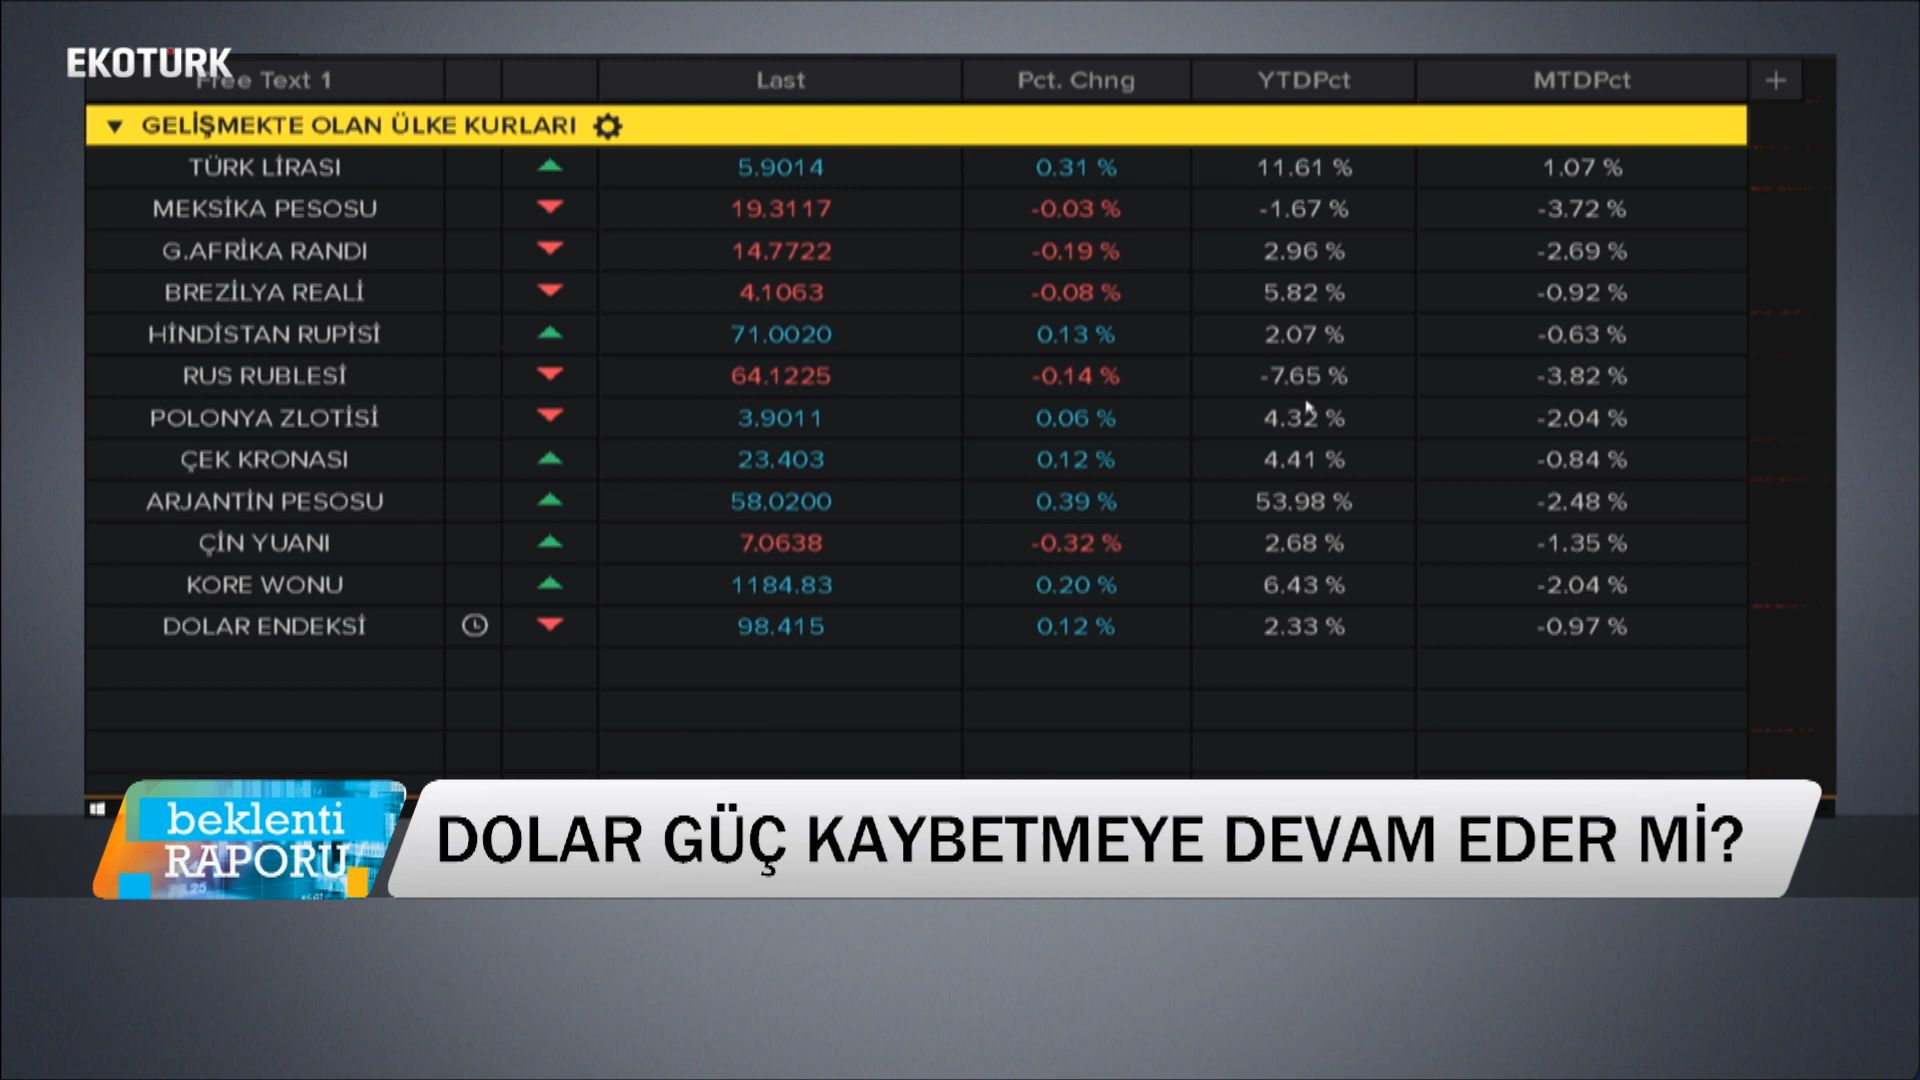 EKOTÜRK
Free Text 1 Last Pct. Chng YTDPct MTDPct +
GELİŞMEKTE OLAN ÜLKE KURLARI
TÜRK LİRASI 5.9014 0.31 % 11.61 % 1.07 %
MEKSİKA PESOSU 19.3117 -0.03 % -1.67 % -3.72 %
G.AFRİKA RANDI 14.7722 -0.19 % 2.96 % -2.69 %
BREZİLYA REALİ 4.1063 -0.08 % 5.82 % -0.92 %
HİNDİSTAN RUPİSİ 71.0020 0.13 % 2.07 % -0.63 %
RUS RUBLESİ 64.1225 -0.14 % -7.65 % -3.82 %
POLONYA ZLOTİSİ 3.9011 0.06 % 4.32 % -2.04 %
ÇEK KRONASI 23.403 0.12 % 4.41 % -0.84 %
ARJANTİN PESOSU 58.0200 0.39 % 53.98 % -2.48 %
ÇİN YUANI 7.0638 -0.32 % 2.68 % -1.35 %
KORE WONU 1184.83 0.20 % 6.43 % -2.04 %
DOLAR ENDEKSİ 98.415 0.12 % 2.33 % -0.97 %
beklenti
RAPORU
DOLAR GÜÇ KAYBETMEYE DEVAM EDER Mİ?